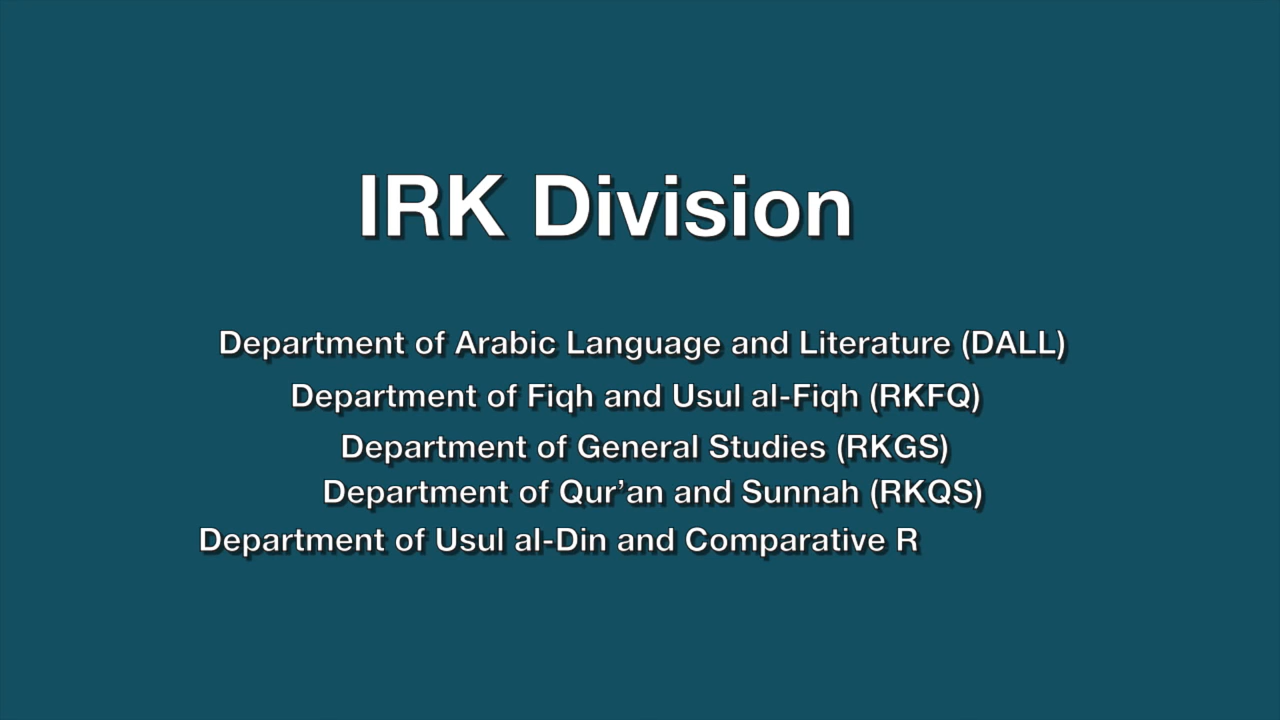 IRK Division
Department of Arabic Language and Literature (DALL)
Department of Fiqh and Usul al-Fiqh (RKFQ)
Department of General Studies (RKGS)
Department of Qur’an and Sunnah (RKQS)
Department of Usul al-Din and Comparative R